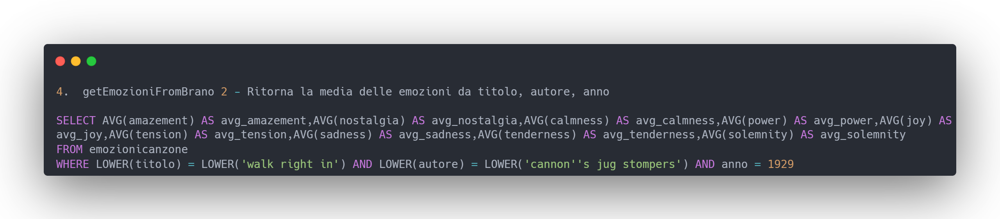 4.  getEmozioniFromBrano 2 - Ritorna la media delle emozioni da titolo, autore, anno
SELECT AVG(amazement) AS avg_amazement,AVG(nostalgia) AS avg_nostalgia,AVG(calmness) AS avg_calmness,AVG(power) AS avg_power,AVG(joy) AS
avg_joy,AVG(tension) AS avg_tension,AVG(sadness) AS avg_sadness,AVG(tenderness) AS avg_tenderness,AVG(solemnity) AS avg_solemnity
FROM emozionicanzone
WHERE LOWER(titolo) = LOWER('walk right in') AND LOWER(autore) = LOWER('cannon''s jug stompers') AND anno = 1929